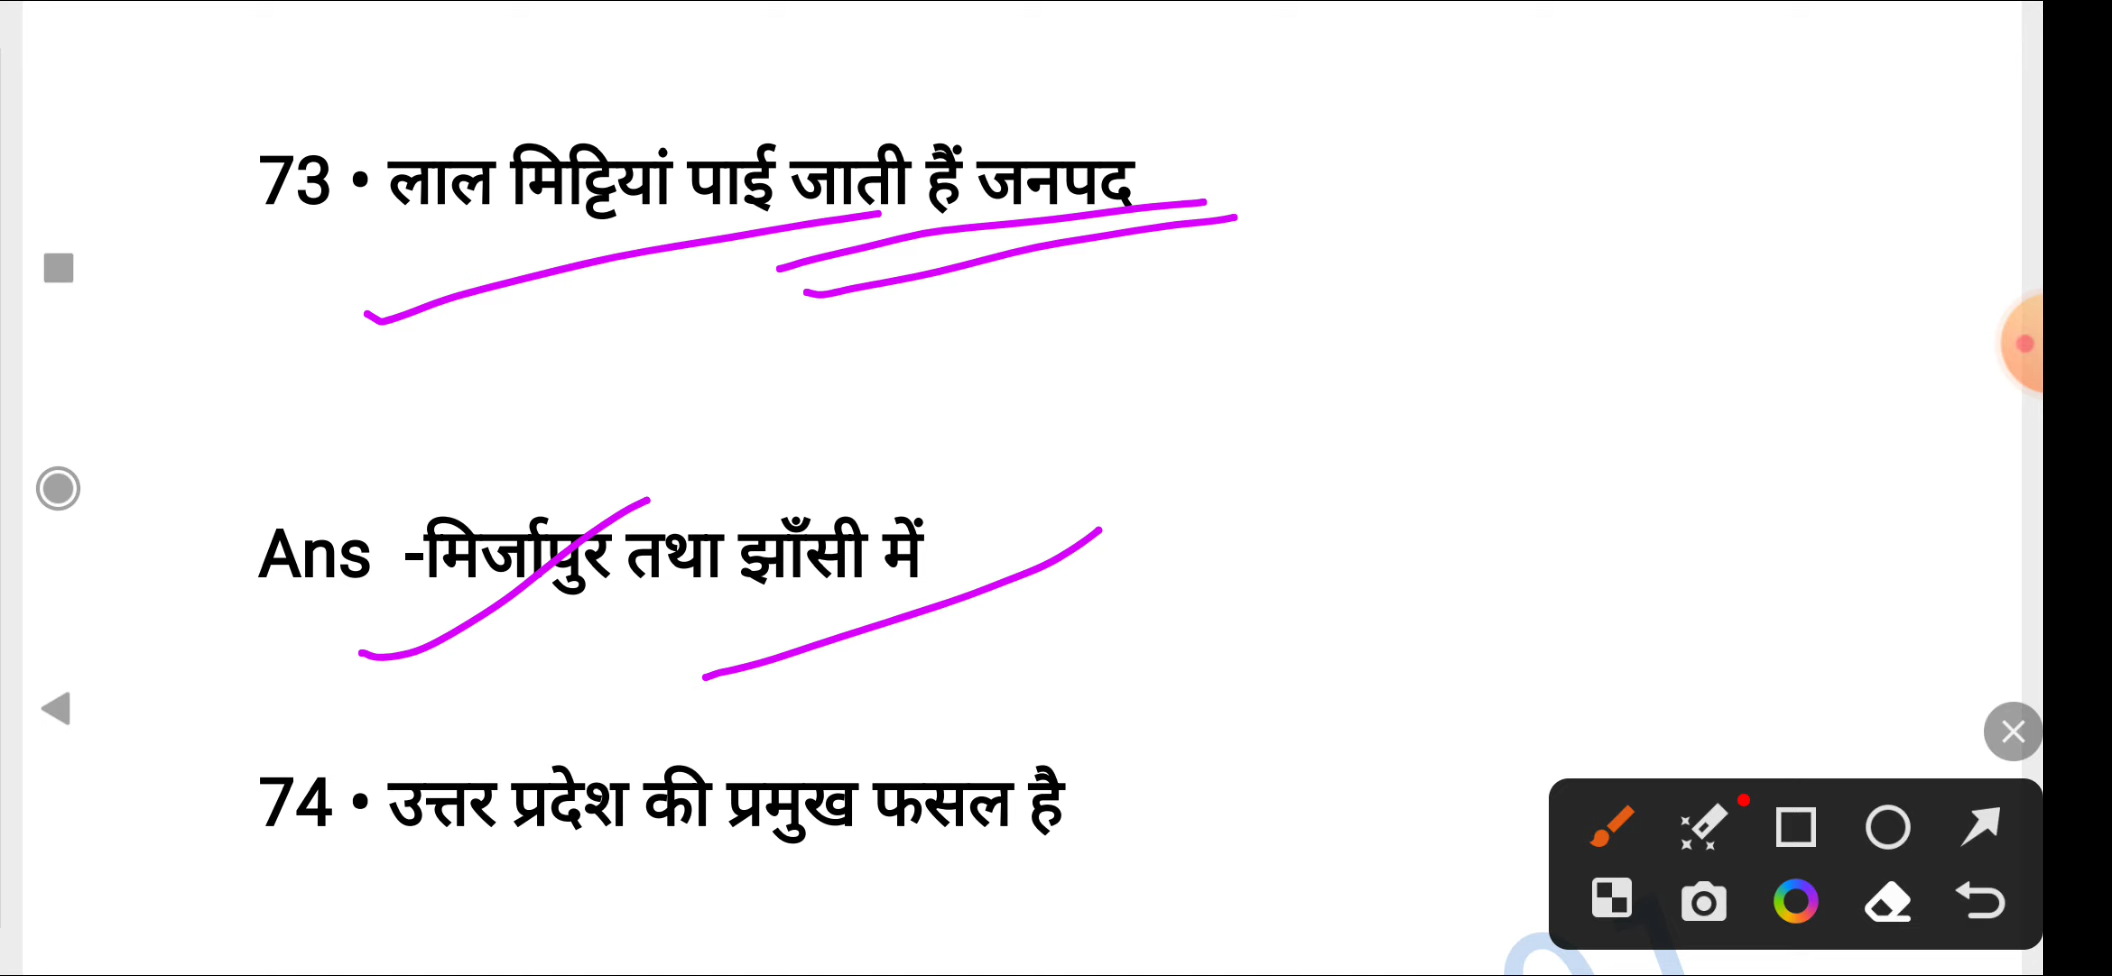 73 • लाल मिट्टियां पाई जाती हैं जनपद
Ans -मिर्जापुर तथा झाँसी में
74 • उत्तर प्रदेश की प्रमुख फसल है